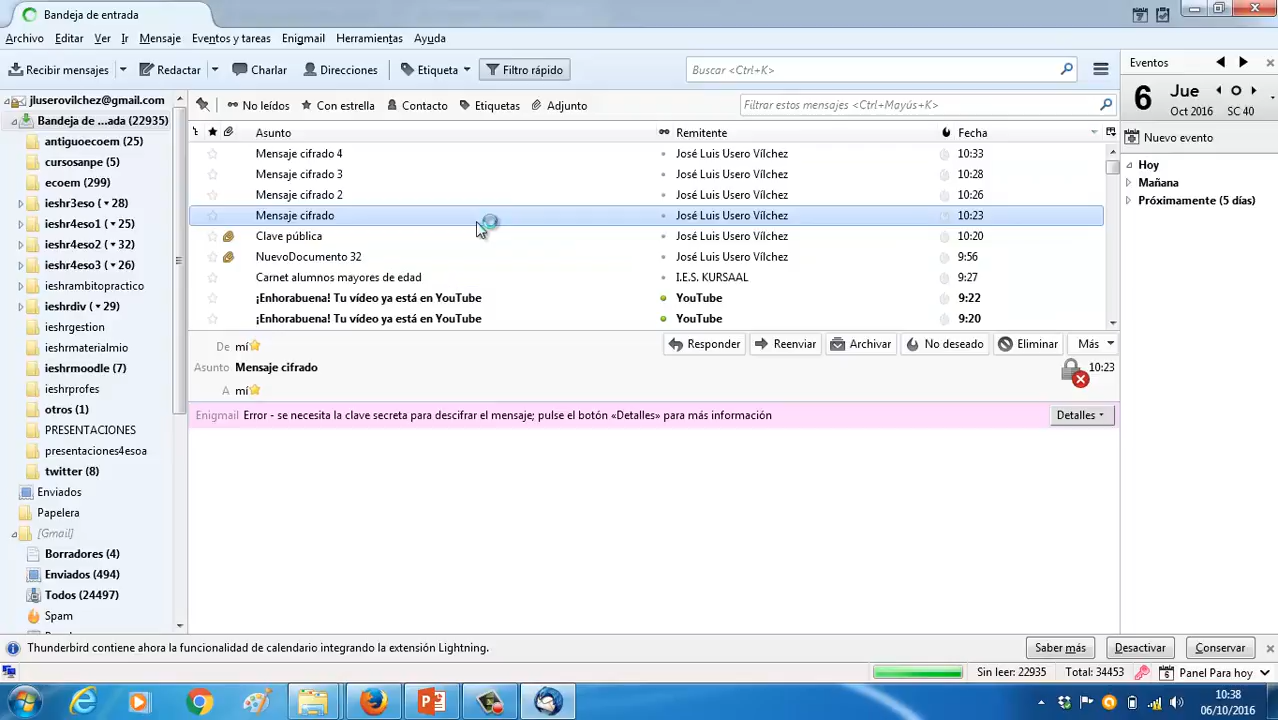 Bandeja de entrada
Archivo Editar Ver Ir Mensaje Eventos y tareas Enigmail Herramientas Ayuda
Recibir mensajes Redactar Charlar Direcciones Etiqueta Filtro rápido Buscar <Ctrl+K>
Eventos
6 Jue
Oct 2016 SC 40
Nuevo evento
Hoy
Mañana
Próximamente (5 días)
jluserovilchez@gmail.com
Bandeja de ...ada (22935)
antiguoecoem (25)
cursosanpe (5)
ecoem (299)
ieshr3eso (▾ 28)
ieshr4eso1 (▾ 25)
ieshr4eso2 (▾ 32)
ieshr4eso3 (▾ 26)
ieshrambitopractico
ieshrdiv (▾ 29)
ieshrgestion
ieshrmaterialmio
ieshrmoodle (7)
ieshrprofes
otros (1)
PRESENTACIONES
presentaciones4esoa
twitter (8)
Enviados
Papelera
[Gmail]
Borradores (4)
Enviados (494)
Todos (24497)
Spam
No leídos Con estrella Contacto Etiquetas Adjunto Filtrar estos mensajes <Ctrl+Mayús+K>
Asunto Remitente Fecha
Mensaje cifrado 4 José Luis Usero Vílchez 10:33
Mensaje cifrado 3 José Luis Usero Vílchez 10:28
Mensaje cifrado 2 José Luis Usero Vílchez 10:26
Mensaje cifrado José Luis Usero Vílchez 10:23
Clave pública José Luis Usero Vílchez 10:20
NuevoDocumento 32 José Luis Usero Vílchez 9:56
Carnet alumnos mayores de edad I.E.S. KURSAAL 9:27
¡Enhorabuena! Tu vídeo ya está en YouTube YouTube 9:22
¡Enhorabuena! Tu vídeo ya está en YouTube YouTube 9:20
De mí Responder Reenviar Archivar No deseado Eliminar Más
Asunto Mensaje cifrado 10:23
A mí
Enigmail Error - se necesita la clave secreta para descifrar el mensaje; pulse el botón «Detalles» para más información Detalles
Thunderbird contiene ahora la funcionalidad de calendario integrando la extensión Lightning. Saber más Desactivar Conservar
Sin leer: 22935 Total: 34453 6 Panel Para hoy
10:38
06/10/2016